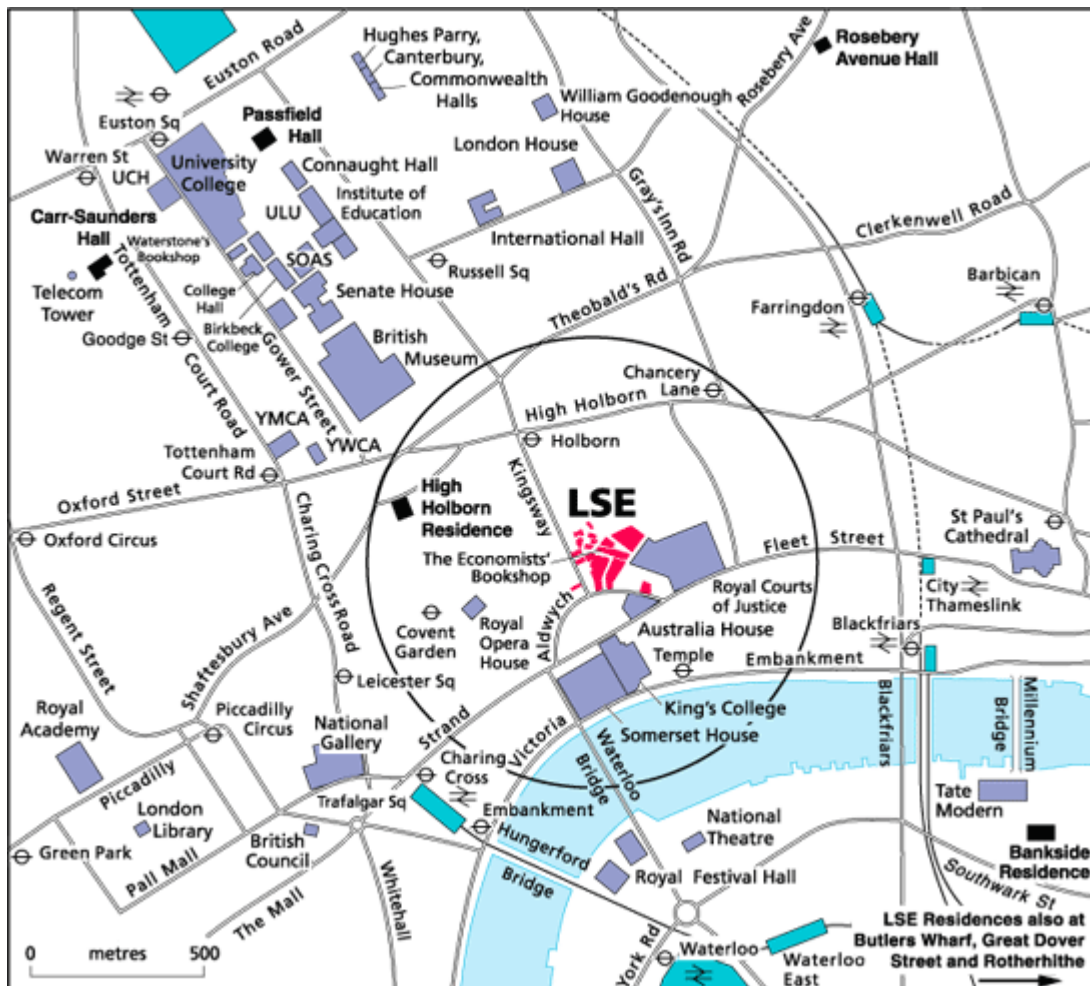 Euston Road
Hughes Parry,
Canterbury,
Commonwealth
Halls
Rosebery Ave
Rosebery
Avenue Hall
Euston Sq
Passfield
Hall
William Goodenough
House
Warren St
UCH
University
College
Connaught Hall
London House
Gray's Inn Rd
Institute of
Education
ULU
Carr-Saunders
Hall
Waterstone's
Bookshop
Tottenham
Court Road
SOAS
International Hall
Clerkenwell Road
Russell Sq
Telecom
Tower
College
Hall
Senate House
Theobald's Rd
Farringdon
Barbican
Goodge St
Birkbeck
College
Gower Street
British
Museum
Chancery
Lane
High Holborn
YMCA
YWCA
Holborn
Tottenham
Court Rd
Oxford Street
High
Holborn
Residence
Kingsway
LSE
St Paul's
Cathedral
Oxford Circus
Charing Cross Road
The Economists'
Bookshop
Fleet Street
City
Thameslink
Royal Courts
of Justice
Regent Street
Shaftesbury Ave
Covent
Garden
Royal
Opera
House
Aldwych
Australia House
Temple
Blackfriars
Embankment
Leicester Sq
King's College
Somerset House
Royal
Academy
Piccadilly
Circus
National
Gallery
Strand
Victoria
Waterloo
Bridge
Blackfriars
Millennium
Bridge
Piccadilly
Charing
Cross
Trafalgar Sq
Embankment
London
Library
British
Council
Hungerford
Bridge
National
Theatre
Tate
Modern
Green Park
Pall Mall
The Mall
Whitehall
Royal Festival Hall
Bankside
Residence
Southwark St
0 metres 500
York Rd
Waterloo
Waterloo
East
LSE Residences also at
Butlers Wharf, Great Dover
Street and Rotherhithe